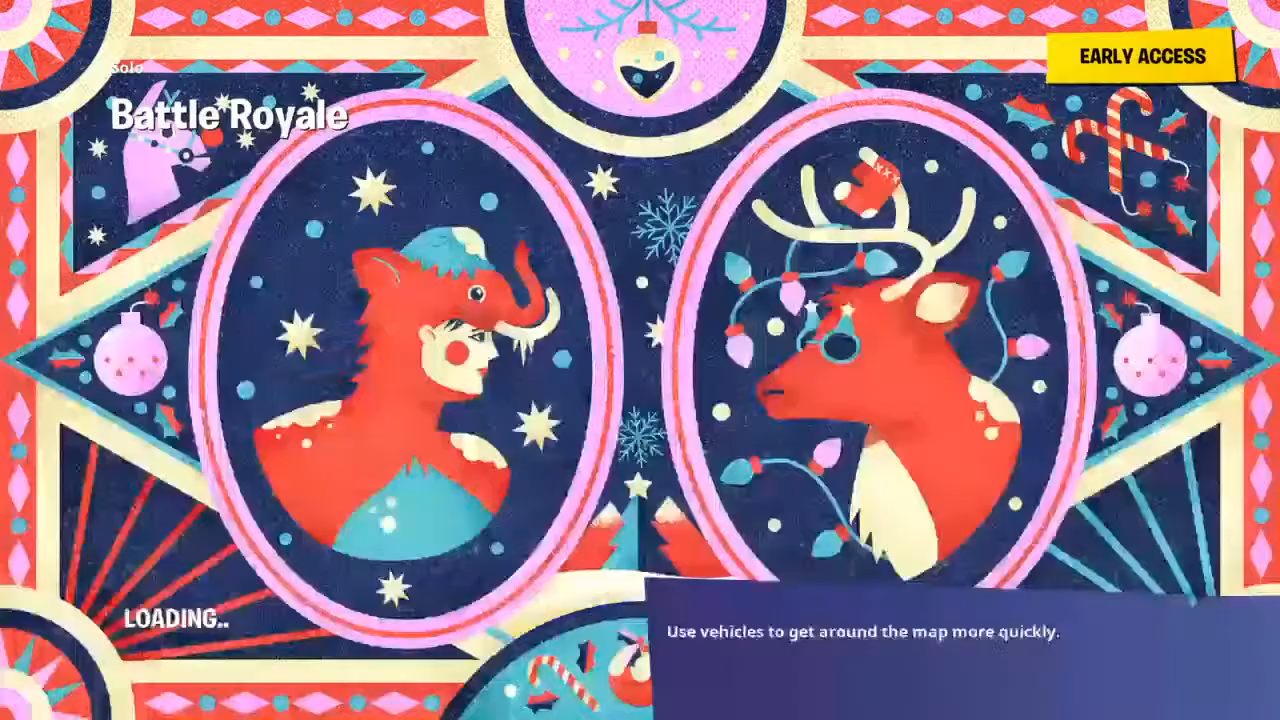 Solo
EARLY ACCESS
Battle Royale
LOADING..
Use vehicles to get around the map more quickly.